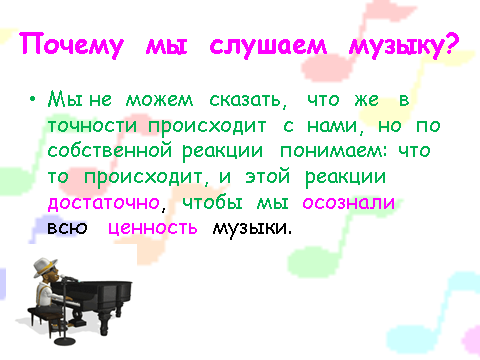 Почему мы слушаем музыку?
• Мы не можем сказать, что же в
точности происходит с нами, но по
собственной реакции понимаем: что
то происходит, и этой реакции
достаточно, чтобы мы осознали
всю ценность музыки.